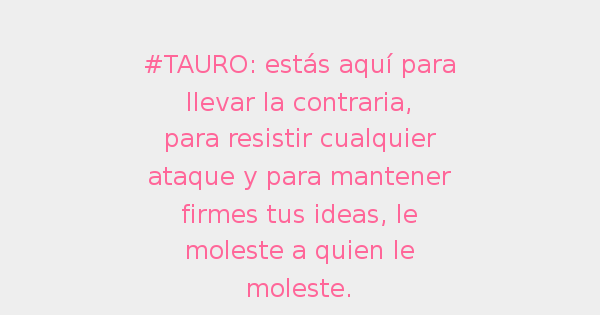 #TAURO: estás aquí para
llevar la contraria,
para resistir cualquier
ataque y para mantener
firmes tus ideas, le
moleste a quien le
moleste.